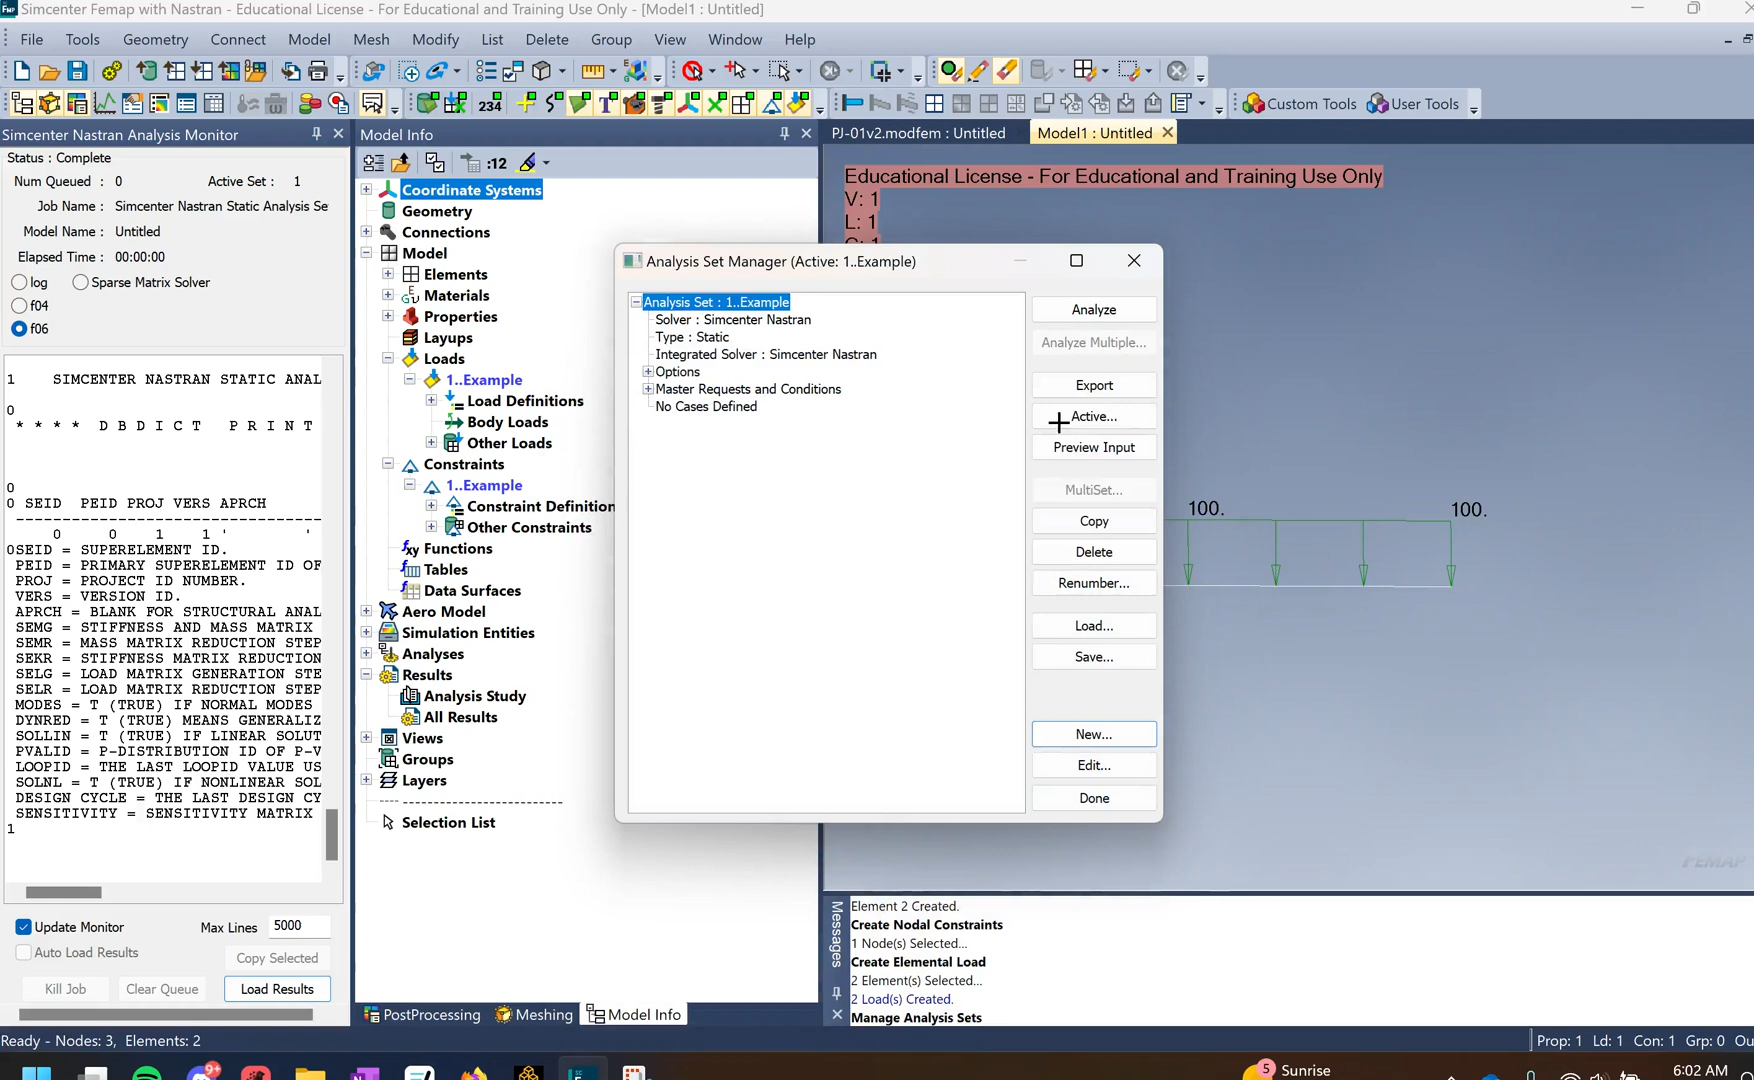 Simcenter Femap with Nastran - Educational License - For Educational and Training Use Only - [Model1 : Untitled]
File Tools Geometry Connect Model Mesh Modify List Delete Group View Window Help
234
Custom Tools User Tools
Simcenter Nastran Analysis Monitor
Status : Complete
Num Queued : 0 Active Set : 1
Job Name : Simcenter Nastran Static Analysis Se
Model Name : Untitled
Elapsed Time : 00:00:00
log Sparse Matrix Solver
f04
f06
1 SIMCENTER NASTRAN STATIC ANAL
0
* * * * D B D I C T P R I N T
0
0 SEID PEID PROJ VERS APRCH
0 0 1 1 ' '
0SEID = SUPERELEMENT ID.
PEID = PRIMARY SUPERELEMENT ID OF
PROJ = PROJECT ID NUMBER.
VERS = VERSION ID.
APRCH = BLANK FOR STRUCTURAL ANAL
SEMG = STIFFNESS AND MASS MATRIX
SEMR = MASS MATRIX REDUCTION STEP
SEKR = STIFFNESS MATRIX REDUCTION
SELG = LOAD MATRIX GENERATION STEP
SELR = LOAD MATRIX REDUCTION STEP
MODES = T (TRUE) IF NORMAL MODES
DYNRED = T (TRUE) MEANS GENERALIZ
SOLLIN = T (TRUE) IF LINEAR SOLUT
PVALID = P-DISTRIBUTION ID OF P-V
LOOPID = THE LAST LOOPID VALUE US
SOLNL = T (TRUE) IF NONLINEAR SOL
DESIGN CYCLE = THE LAST DESIGN CY
SENSITIVITY = SENSITIVITY MATRIX
1
Update Monitor Max Lines 5000
Auto Load Results Copy Selected
Kill Job Clear Queue Load Results
Model Info
:12
Coordinate Systems
Geometry
Connections
Model
Elements
Materials
Properties
Layups
Loads
1..Example
Load Definitions
Body Loads
Other Loads
Constraints
1..Example
Constraint Definition
Other Constraints
Functions
Tables
Data Surfaces
Aero Model
Simulation Entities
Analyses
Results
Analysis Study
All Results
Views
Groups
Layers
Selection List
PostProcessing Meshing Model Info
PJ-01v2.modfem : Untitled Model1 : Untitled
Educational License - For Educational and Training Use Only
V: 1
L: 1
Analysis Set Manager (Active: 1..Example)
Analysis Set : 1..Example
Solver : Simcenter Nastran
Type : Static
Integrated Solver : Simcenter Nastran
Options
Master Requests and Conditions
No Cases Defined
Analyze
Analyze Multiple...
Export
Active...
Preview Input
MultiSet...
Copy
Delete
Renumber...
Load...
Save...
New...
Edit...
Done
100. 100.
FEMAP
Messages
Element 2 Created.
Create Nodal Constraints
1 Node(s) Selected...
Create Elemental Load
2 Element(s) Selected...
2 Load(s) Created.
Manage Analysis Sets
Ready - Nodes: 3, Elements: 2 Prop: 1 Ld: 1 Con: 1 Grp: 0 Ou
9+
5 Sunrise
6:02 AM